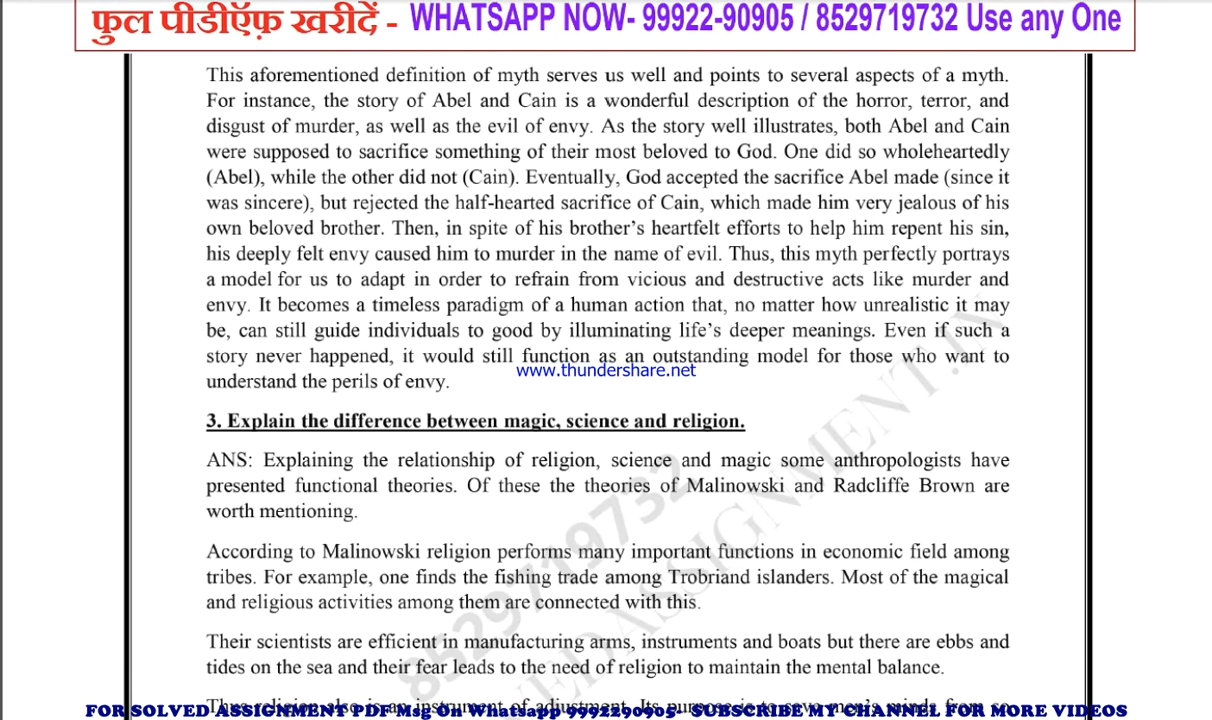 फुल पीडीऍफ़ खरीदें - WHATSAPP NOW- 99922-90905 / 8529719732 Use any One
This aforementioned definition of myth serves us well and points to several aspects of a myth.
For instance, the story of Abel and Cain is a wonderful description of the horror, terror, and
disgust of murder, as well as the evil of envy. As the story well illustrates, both Abel and Cain
were supposed to sacrifice something of their most beloved to God. One did so wholeheartedly
(Abel), while the other did not (Cain). Eventually, God accepted the sacrifice Abel made (since it
was sincere), but rejected the half-hearted sacrifice of Cain, which made him very jealous of his
own beloved brother. Then, in spite of his brother's heartfelt efforts to help him repent his sin,
his deeply felt envy caused him to murder in the name of evil. Thus, this myth perfectly portrays
a model for us to adapt in order to refrain from vicious and destructive acts like murder and
envy. It becomes a timeless paradigm of a human action that, no matter how unrealistic it may
be, can still guide individuals to good by illuminating life's deeper meanings. Even if such a
story never happened, it would still function as an outstanding model for those who want to
www.thundershare.net
understand the perils of envy.
3. Explain the difference between magic, science and religion.
ANS: Explaining the relationship of religion, science and magic some anthropologists have
presented functional theories. Of these the theories of Malinowski and Radcliffe Brown are
worth mentioning.
According to Malinowski religion performs many important functions in economic field among
tribes. For example, one finds the fishing trade among Trobriand islanders. Most of the magical
and religious activities among them are connected with this.
Their scientists are efficient in manufacturing arms, instruments and boats but there are ebbs and
tides on the sea and their fear leads to the need of religion to maintain the mental balance.
8529719732
FOR SOLVED ASSIGNMENT PDF Msg On Whatsapp 9992290905- SUBSCRIBE MY CHANNEL FOR MORE VIDEOS